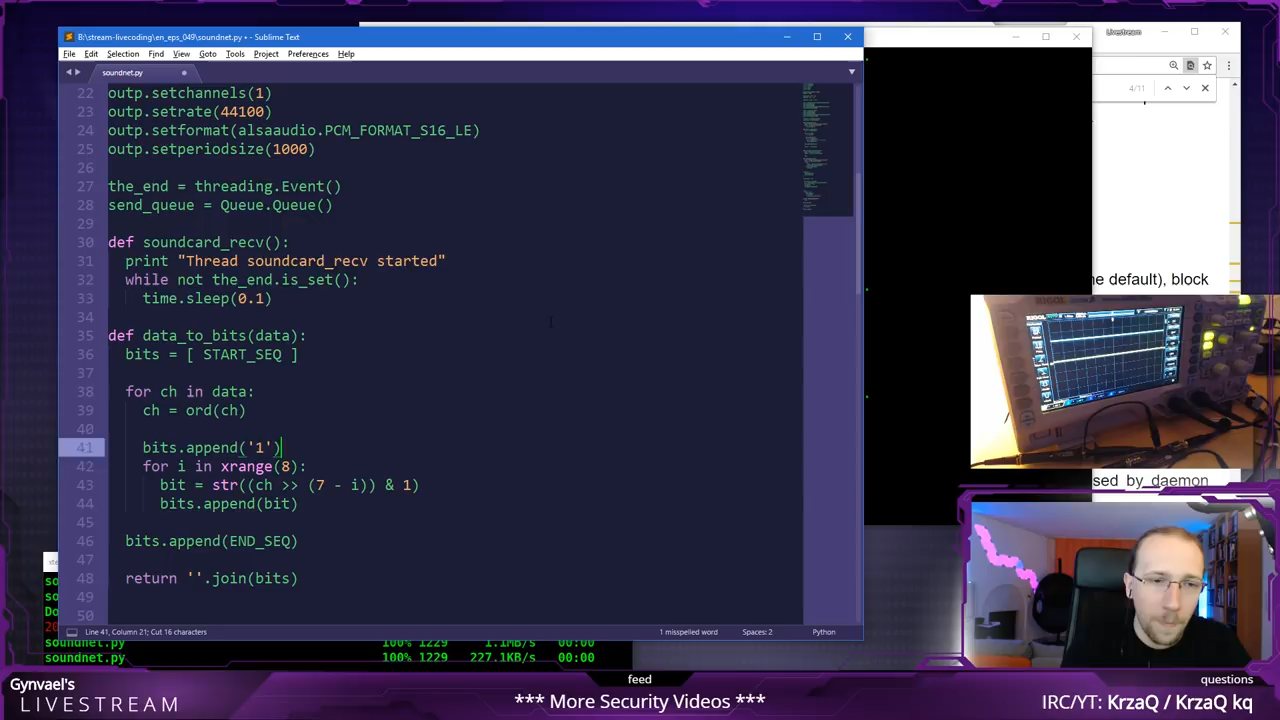 B:\stream-livecoding\en_eps_049\soundnet.py • - Sublime Text
Livestream
File Edit Selection Find View Goto Tools Project Preferences Help
soundnet.py
4/11
22 outp.setchannels(1)
23 outp.setrate(44100)
24 outp.setformat(alsaaudio.PCM_FORMAT_S16_LE)
25 outp.setperiodsize(1000)
26
27 the_end = threading.Event()
28 send_queue = Queue.Queue()
29
30 def soundcard_recv():
31 print "Thread soundcard_recv started"
32 while not the_end.is_set():
33 time.sleep(0.1)
34
35 def data_to_bits(data):
36 bits = [ START_SEQ ]
37
38 for ch in data:
39 ch = ord(ch)
40
41 bits.append('1')
42 for i in xrange(8):
43 bit = str((ch >> (7 - i)) & 1)
44 bits.append(bit)
45
46 bits.append(END_SEQ)
47
48 return ''.join(bits)
49
50
ne default), block
sed by daemon
Line 41, Column 21; Cut 16 characters
1 misspelled word
Spaces: 2
Python
soundnet.py 100% 1229 1.1MB/s 00:00
soundnet.py 100% 1229 227.1KB/s 00:00
Gynvael's
LIVESTREAM
feed
*** More Security Videos ***
questions
IRC/YT: KrzaQ / KrzaQ kq